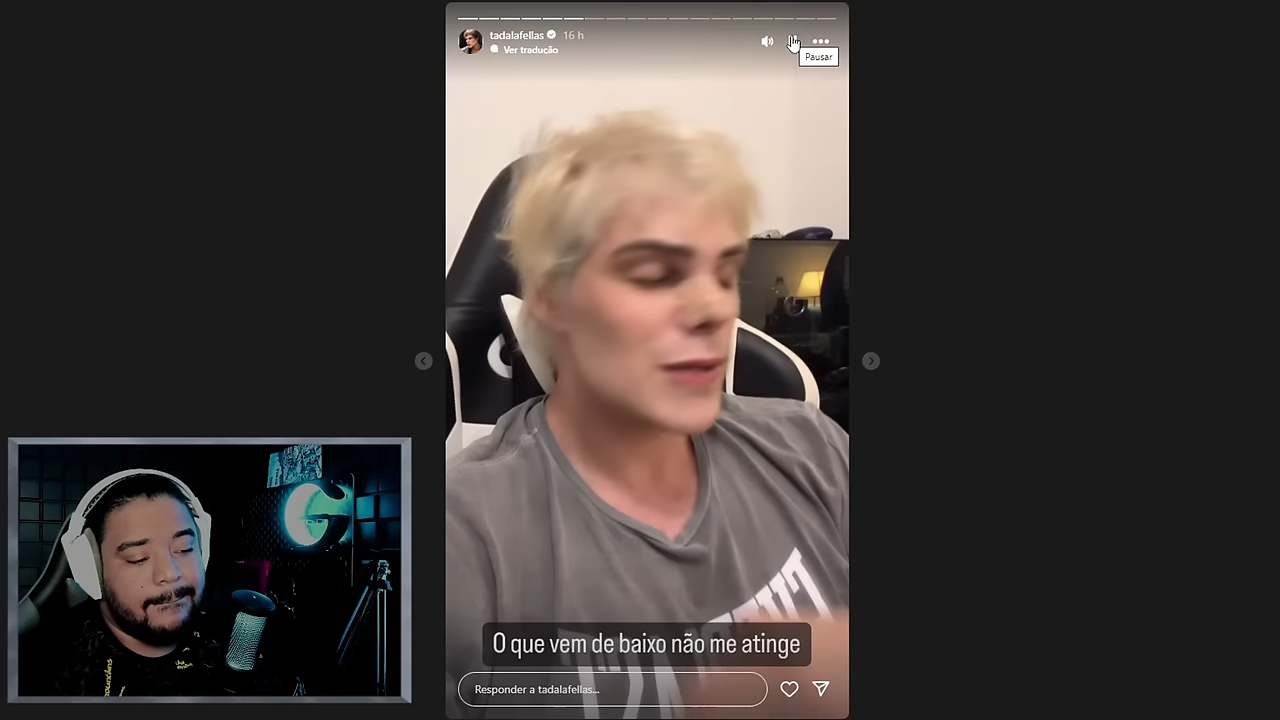 tadalafellas
16 h
Ver tradução
Pausar
O que vem de baixo não me atinge
Responder a tadalafellas...